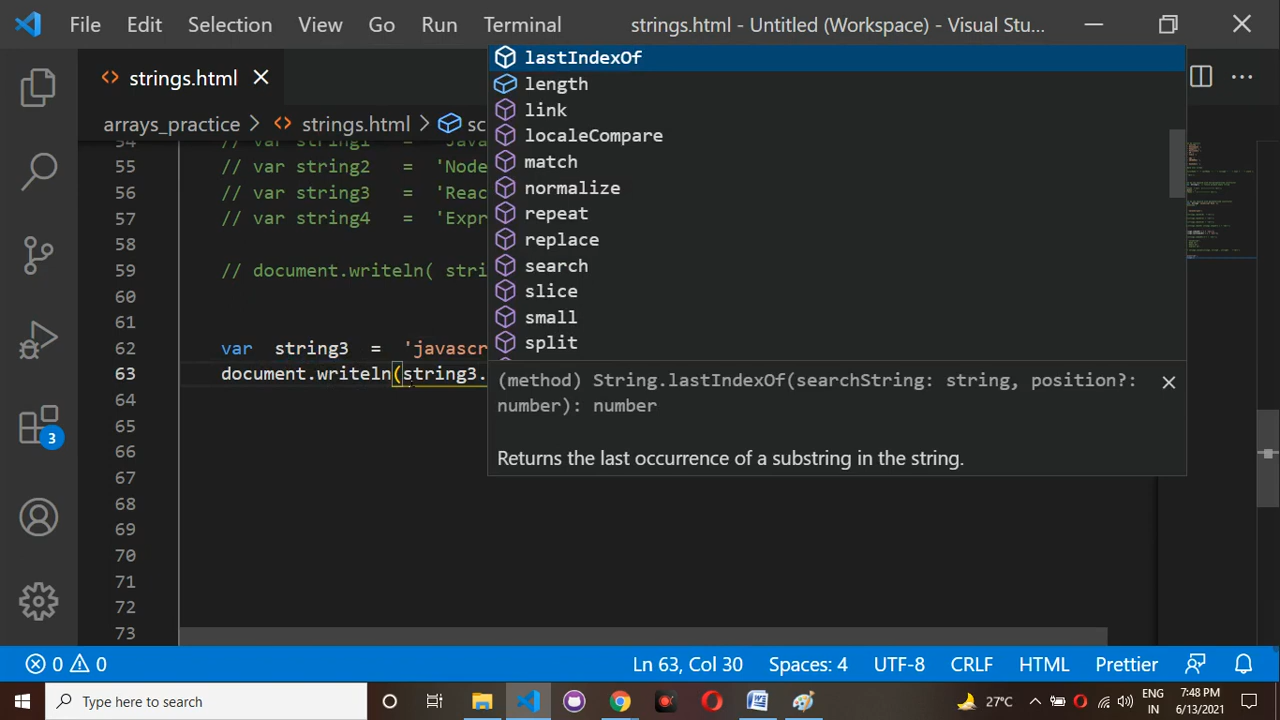 File Edit Selection View Go Run Terminal strings.html - Untitled (Workspace) - Visual Stu...
strings.html
arrays_practice > strings.html > sc
54 // var string1 = 'Java
55 // var string2 = 'Node
56 // var string3 = 'Reac
57 // var string4 = 'Expr
58
59 // document.writeln( stri
60
61
62 var string3 = 'javascr
63 document.writeln(string3.
64
65
66
67
68
69
70
71
72
73
lastIndexOf
length
link
localeCompare
match
normalize
repeat
replace
search
slice
small
split
(method) String.lastIndexOf(searchString: string, position?:
number): number
Returns the last occurrence of a substring in the string.
3
0 0 Ln 63, Col 30 Spaces: 4 UTF-8 CRLF HTML Prettier
Type here to search
27°C
ENG
IN
7:48 PM
6/13/2021